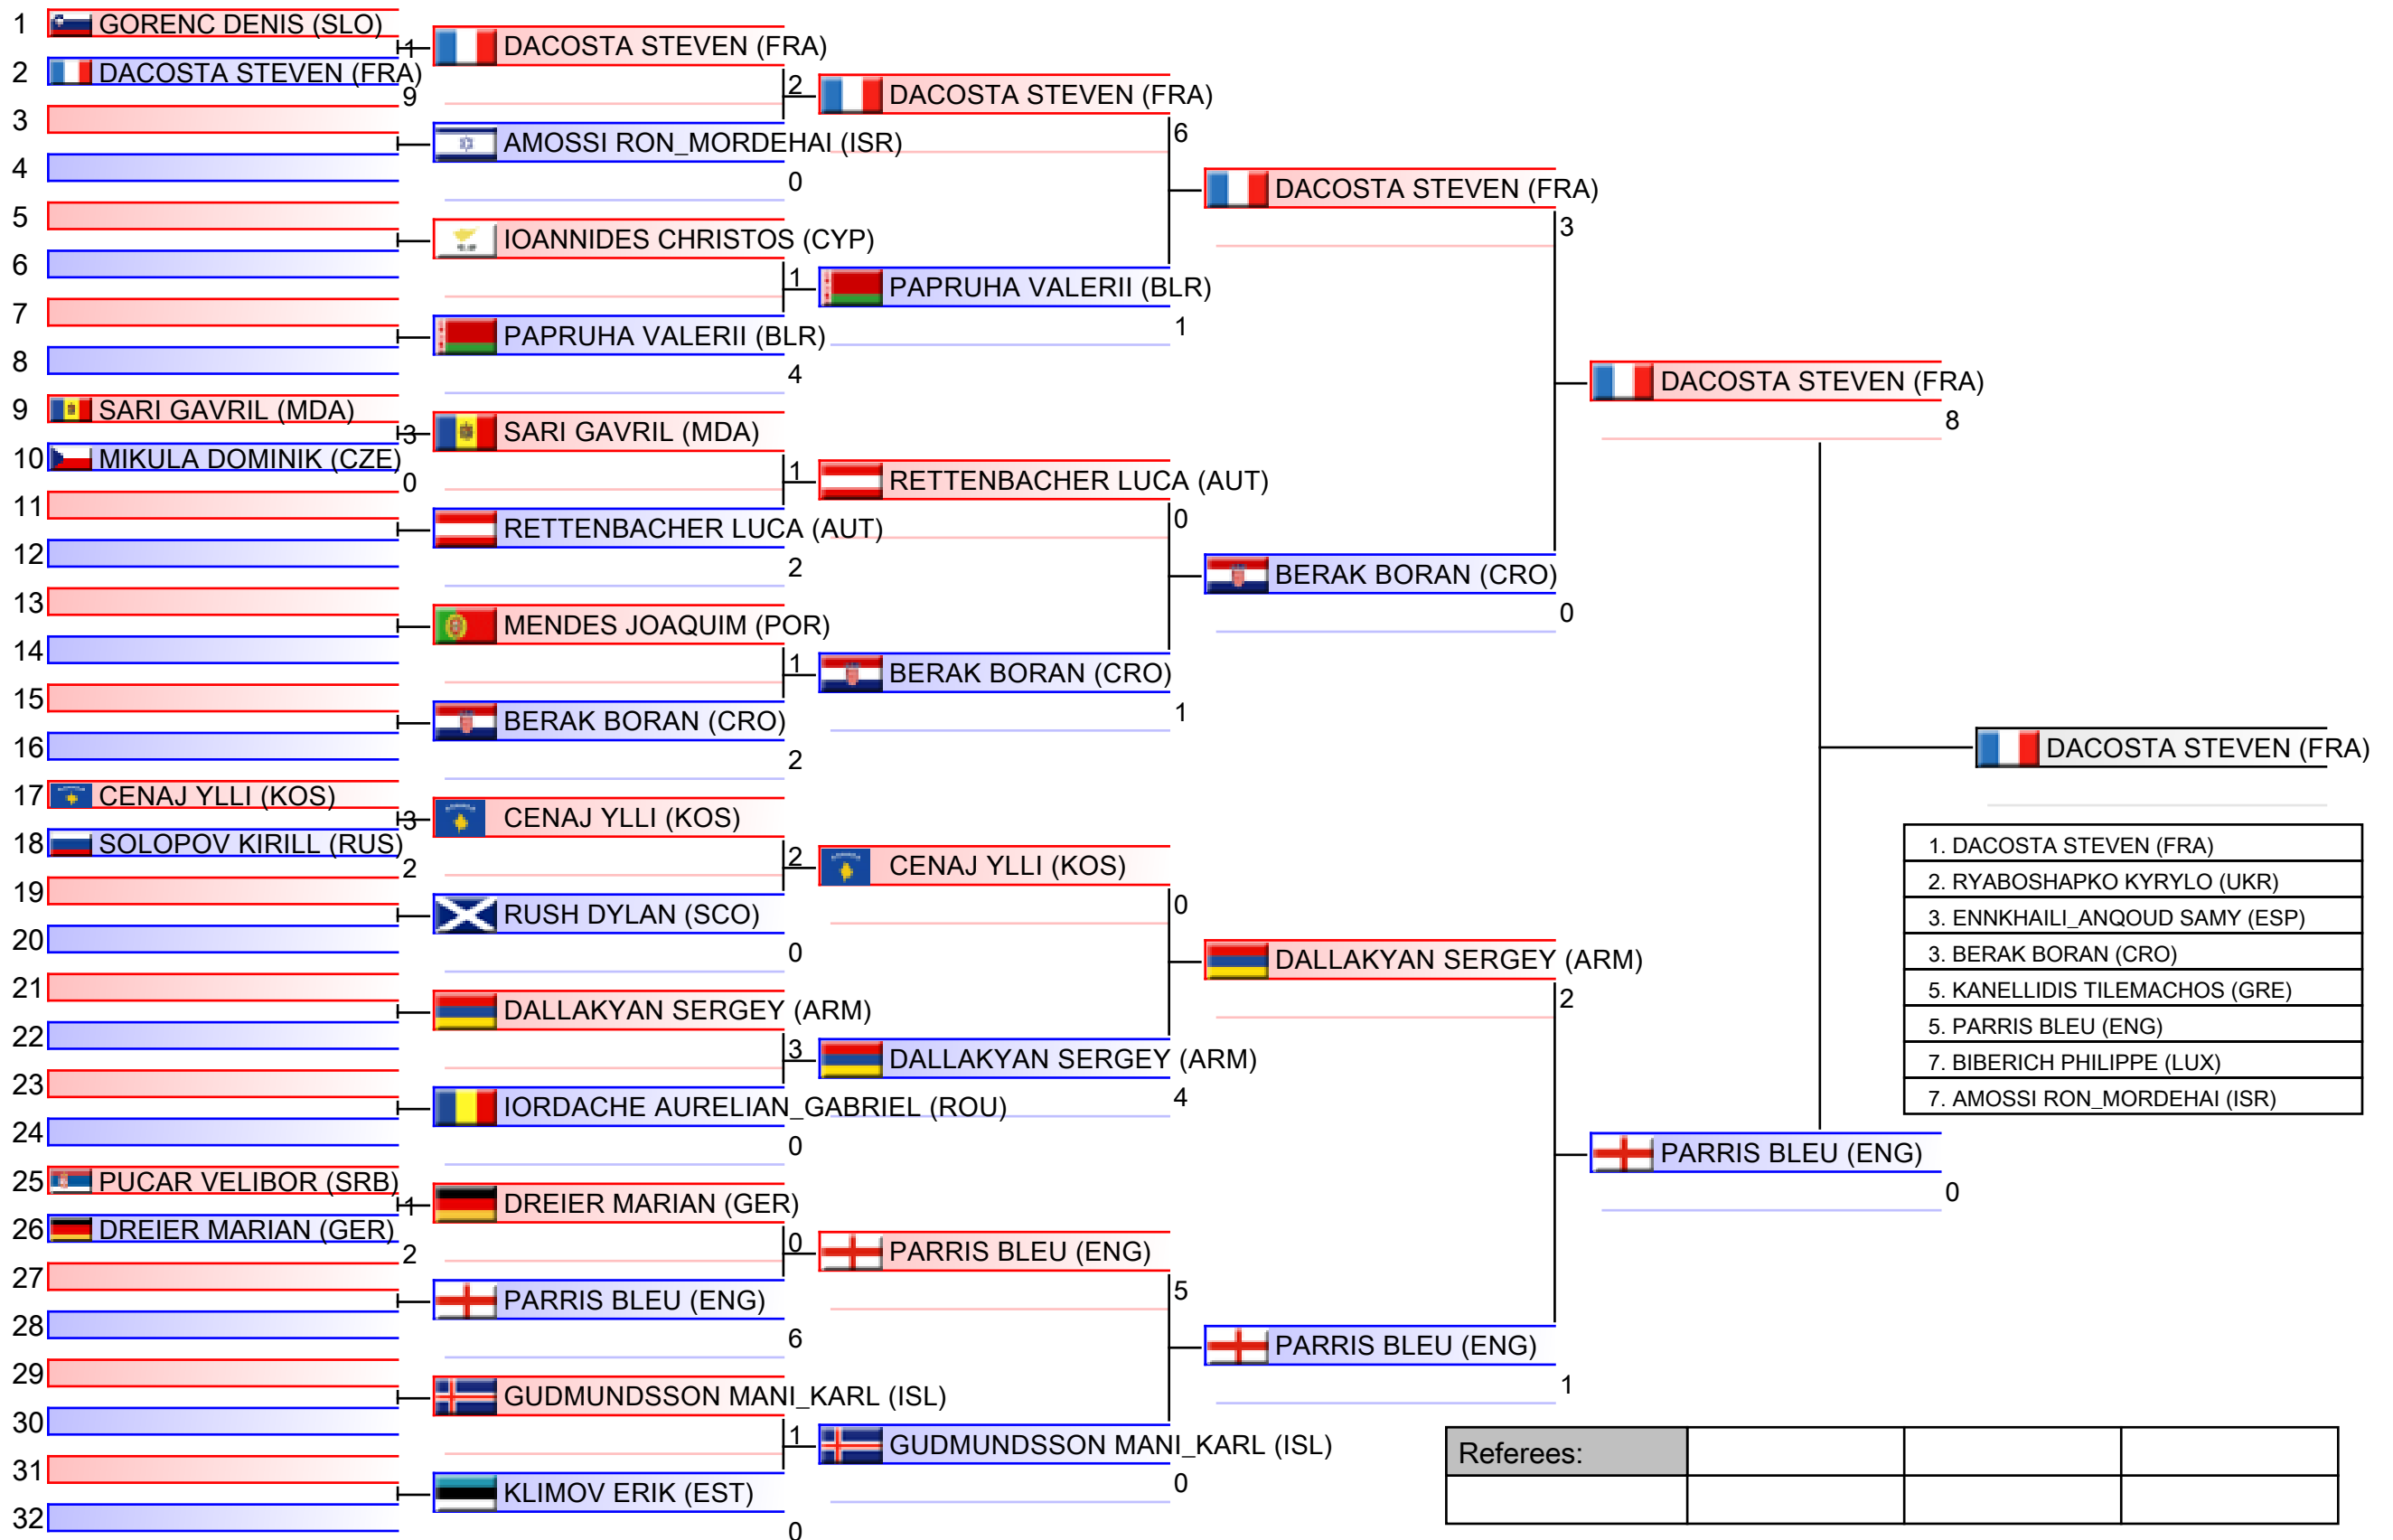 1 GORENC DENIS (SLO)
1
2 DACOSTA STEVEN (FRA)
9
3
4
5
6
7
8
9 SARI GAVRIL (MDA)
3
10 MIKULA DOMINIK (CZE)
0
11
12
13
14
15
16
17 CENAJ YLLI (KOS)
3
18 SOLOPOV KIRILL (RUS)
2
19
20
21
22
23
24
25 PUCAR VELIBOR (SRB)
1
26 DREIER MARIAN (GER)
2
27
28
29
30
31
32
DACOSTA STEVEN (FRA)
2
AMOSSI RON_MORDEHAI (ISR)
0
IOANNIDES CHRISTOS (CYP)
1
PAPRUHA VALERII (BLR)
4
SARI GAVRIL (MDA)
1
RETTENBACHER LUCA (AUT)
2
MENDES JOAQUIM (POR)
1
BERAK BORAN (CRO)
2
CENAJ YLLI (KOS)
2
RUSH DYLAN (SCO)
0
DALLAKYAN SERGEY (ARM)
3
IORDACHE AURELIAN_GABRIEL (ROU)
0
DREIER MARIAN (GER)
0
PARRIS BLEU (ENG)
6
GUDMUNDSSON MANI_KARL (ISL)
1
KLIMOV ERIK (EST)
0
DACOSTA STEVEN (FRA)
6
PAPRUHA VALERII (BLR)
1
RETTENBACHER LUCA (AUT)
0
BERAK BORAN (CRO)
1
CENAJ YLLI (KOS)
0
DALLAKYAN SERGEY (ARM)
4
PARRIS BLEU (ENG)
5
GUDMUNDSSON MANI_KARL (ISL)
0
DACOSTA STEVEN (FRA)
3
BERAK BORAN (CRO)
0
DALLAKYAN SERGEY (ARM)
2
PARRIS BLEU (ENG)
1
DACOSTA STEVEN (FRA)
8
PARRIS BLEU (ENG)
0
DACOSTA STEVEN (FRA)
1. DACOSTA STEVEN (FRA)
2. RYABOSHAPKO KYRYLO (UKR)
3. ENNKHAILI_ANQOUD SAMY (ESP)
3. BERAK BORAN (CRO)
5. KANELLIDIS TILEMACHOS (GRE)
5. PARRIS BLEU (ENG)
7. BIBERICH PHILIPPE (LUX)
7. AMOSSI RON_MORDEHAI (ISR)
Referees: